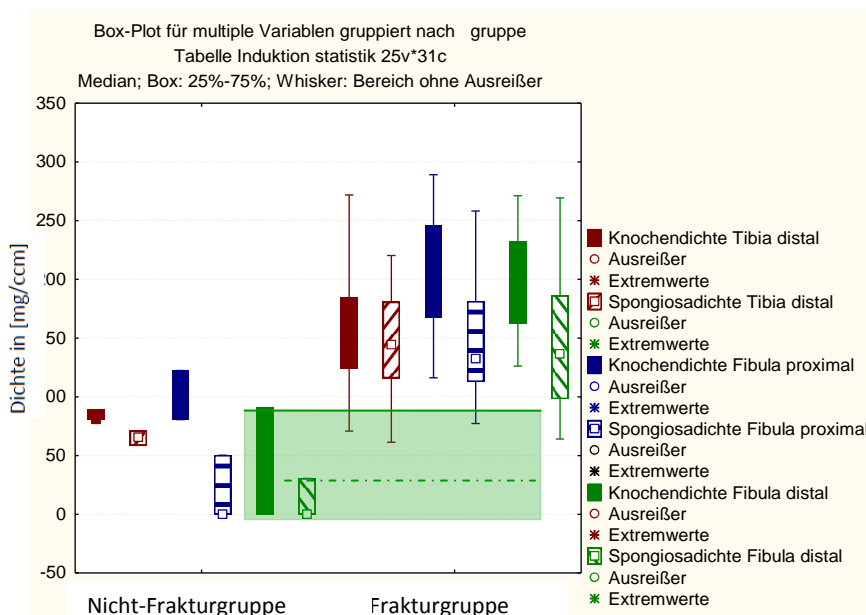 Box-Plot für multiple Variablen gruppiert nach gruppe
Tabelle Induktion statistik 25v*31c
Median; Box: 25%-75%; Whisker: Bereich ohne Ausreißer
Dichte in [mg/ccm]
350
300
250
200
50
00
50
0
-50
Nicht-Frakturgruppe
Frakturgruppe
Knochendichte Tibia distal
Ausreißer
Extremwerte
Spongiosadichte Tibia distal
Ausreißer
Extremwerte
Knochendichte Fibula proximal
Ausreißer
Extremwerte
Spongiosadichte Fibula proximal
Ausreißer
Extremwerte
Knochendichte Fibula distal
Ausreißer
Extremwerte
Spongiosadichte Fibula distal
Ausreißer
Extremwerte